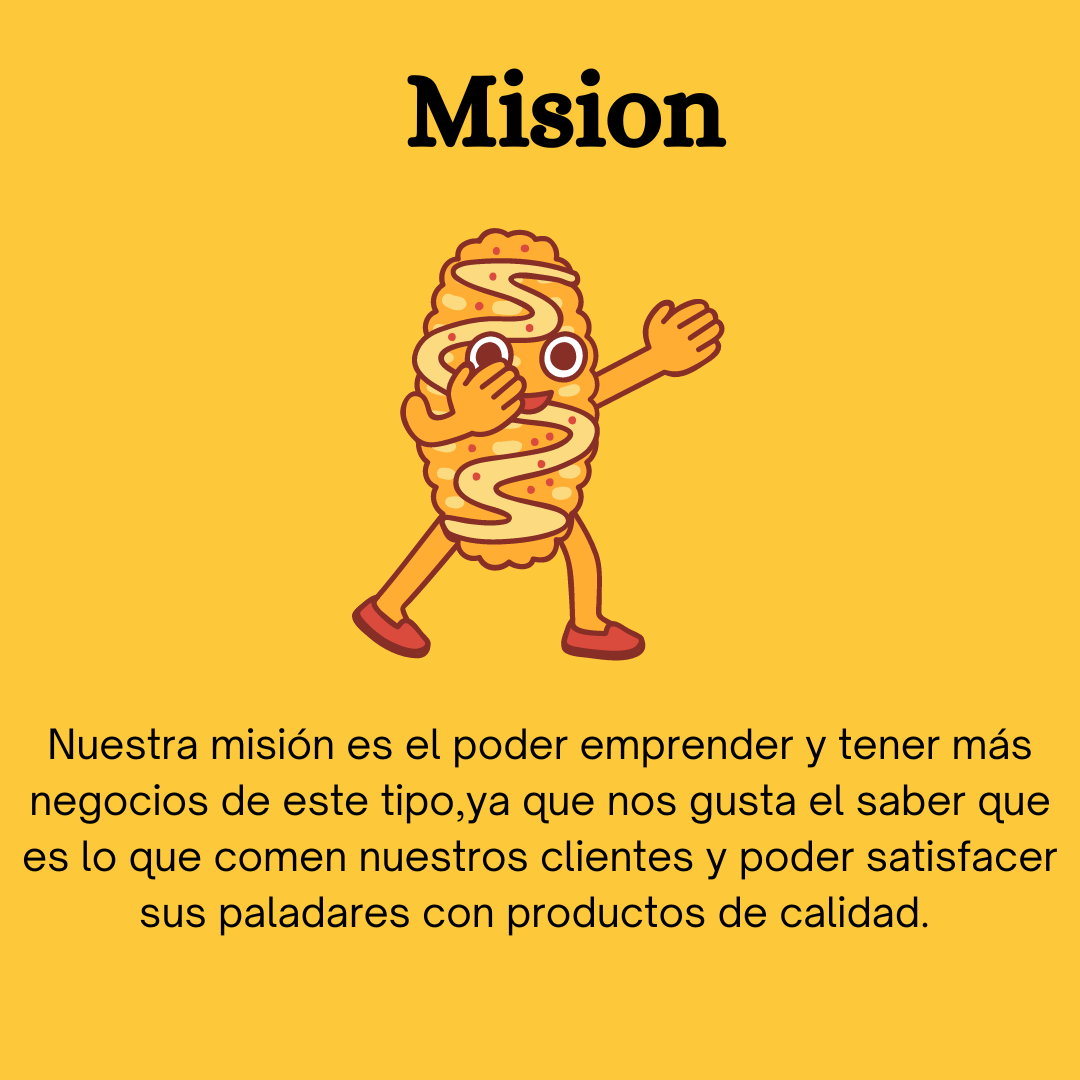 Mision
Nuestra misión es el poder emprender y tener más
negocios de este tipo,ya que nos gusta el saber que
es lo que comen nuestros clientes y poder satisfacer
sus paladares con productos de calidad.